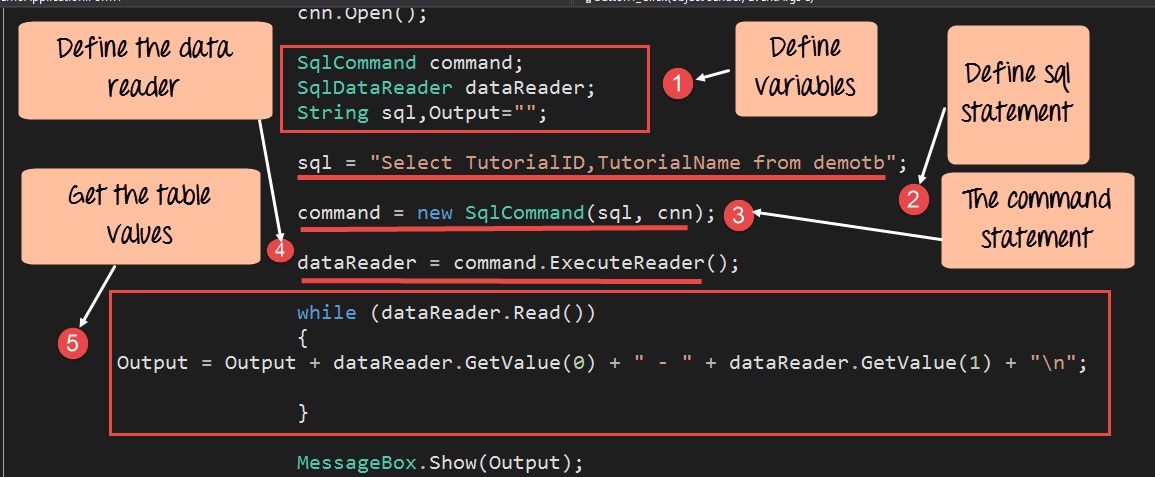 cnn.Open();
Define the data
reader
SqlCommand command;
SqlDataReader dataReader;
String sql,Output="";
1
Define
variables
Define sql
statement
sql = "Select TutorialID,TutorialName from demotb";
2
Get the table
values
command = new SqlCommand(sql, cnn);
3
The command
statement
4
dataReader = command.ExecuteReader();
5
while (dataReader.Read())
{
Output = Output + dataReader.GetValue(0) + " - " + dataReader.GetValue(1) + "\n";
}
MessageBox.Show(Output);